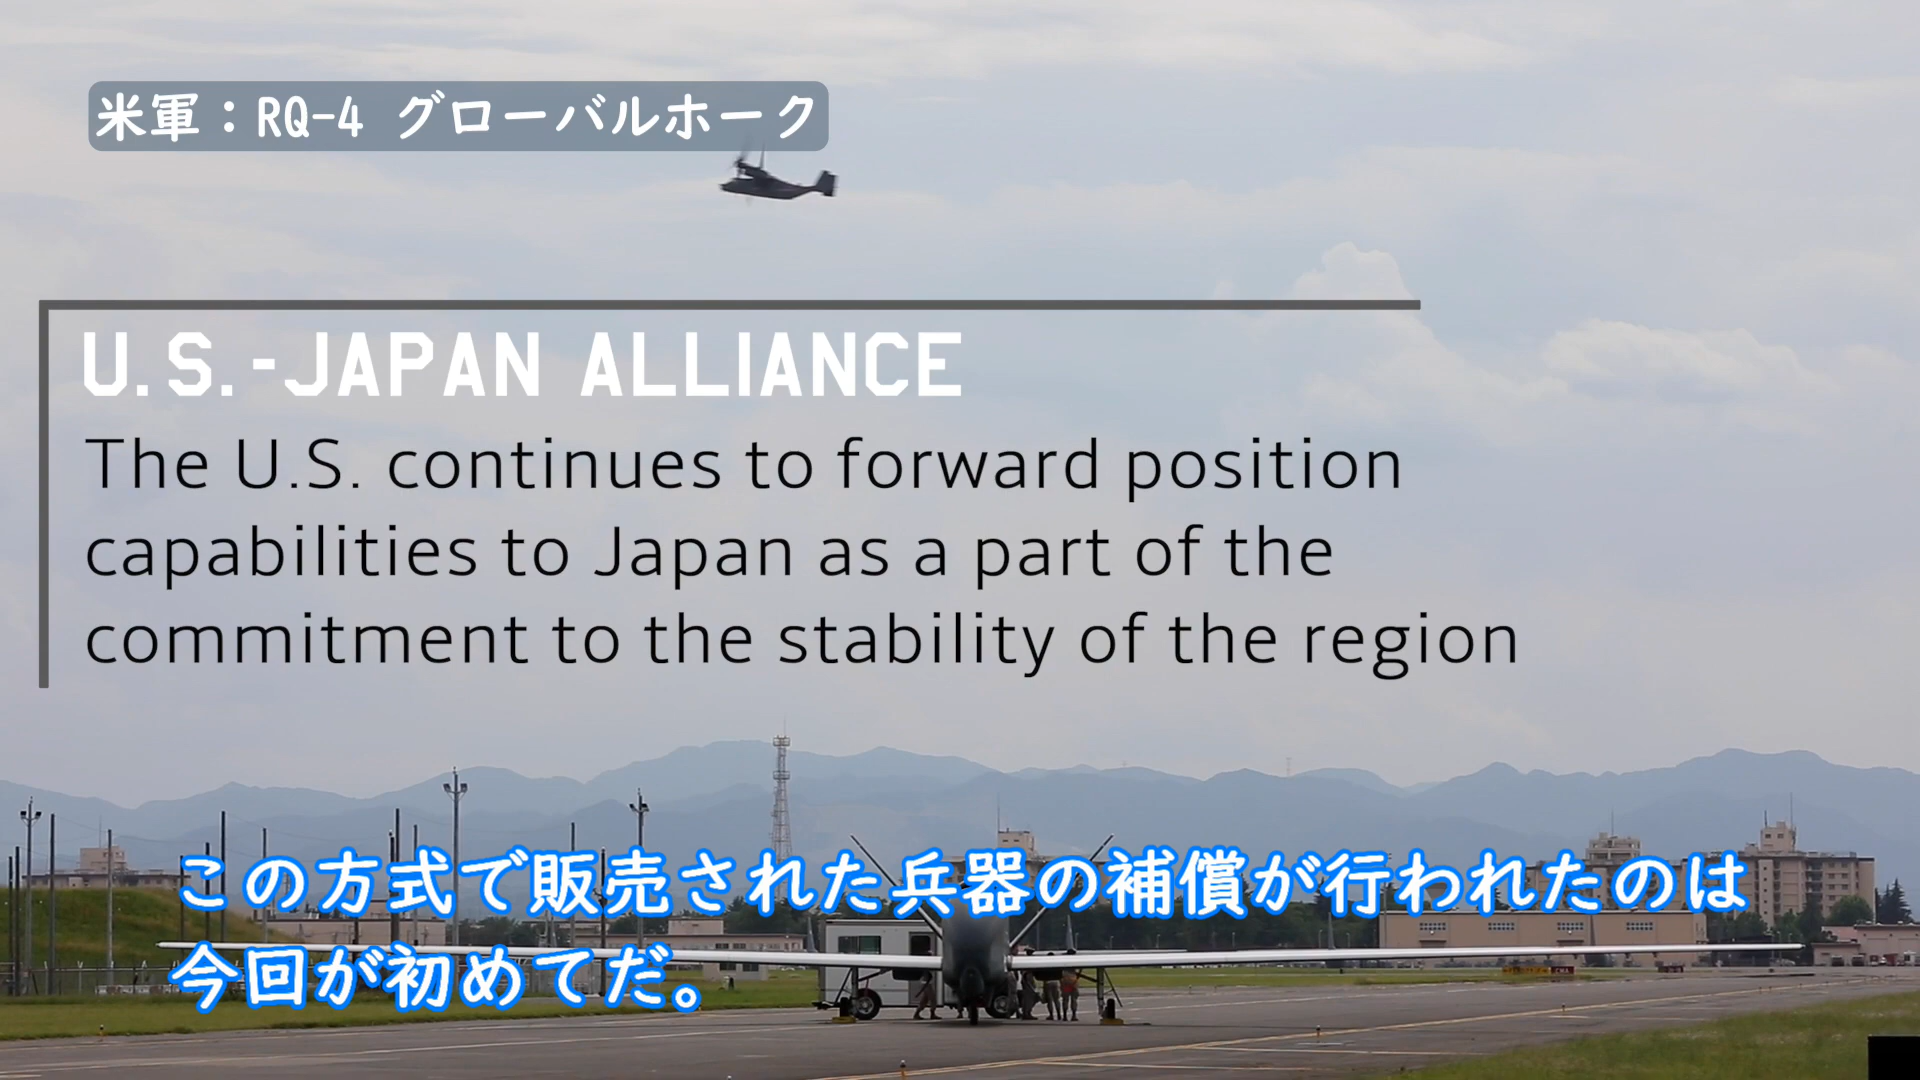 米軍：RQ-4 グローバルホーク
U.S.-JAPAN ALLIANCE
The U.S. continues to forward position
capabilities to Japan as a part of the
commitment to the stability of the region
この方式で販売された兵器の補償が行われたのは
今回が初めてだ。